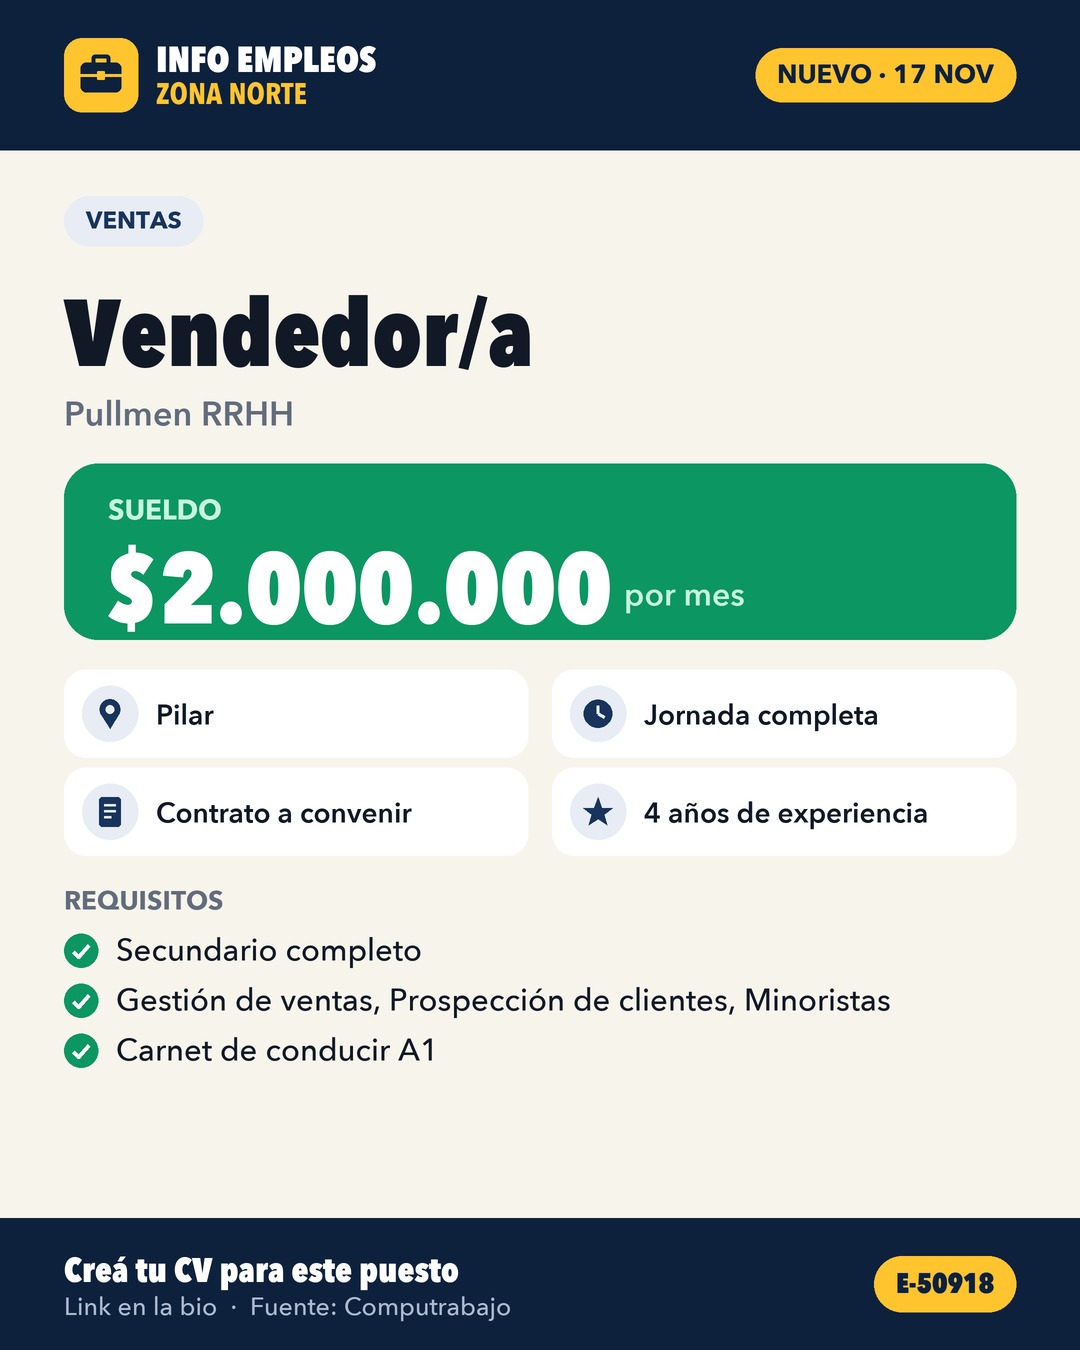 INFO EMPLEOS
ZONA NORTE
NUEVO · 17 NOV
VENTAS
Vendedor/a
Pullmen RRHH
SUELDO
$2.000.000 por mes
Pilar
Jornada completa
Contrato a convenir
4 años de experiencia
REQUISITOS
Secundario completo
Gestión de ventas, Prospección de clientes, Minoristas
Carnet de conducir A1
Creá tu CV para este puesto
Link en la bio · Fuente: Computrabajo
E-50918